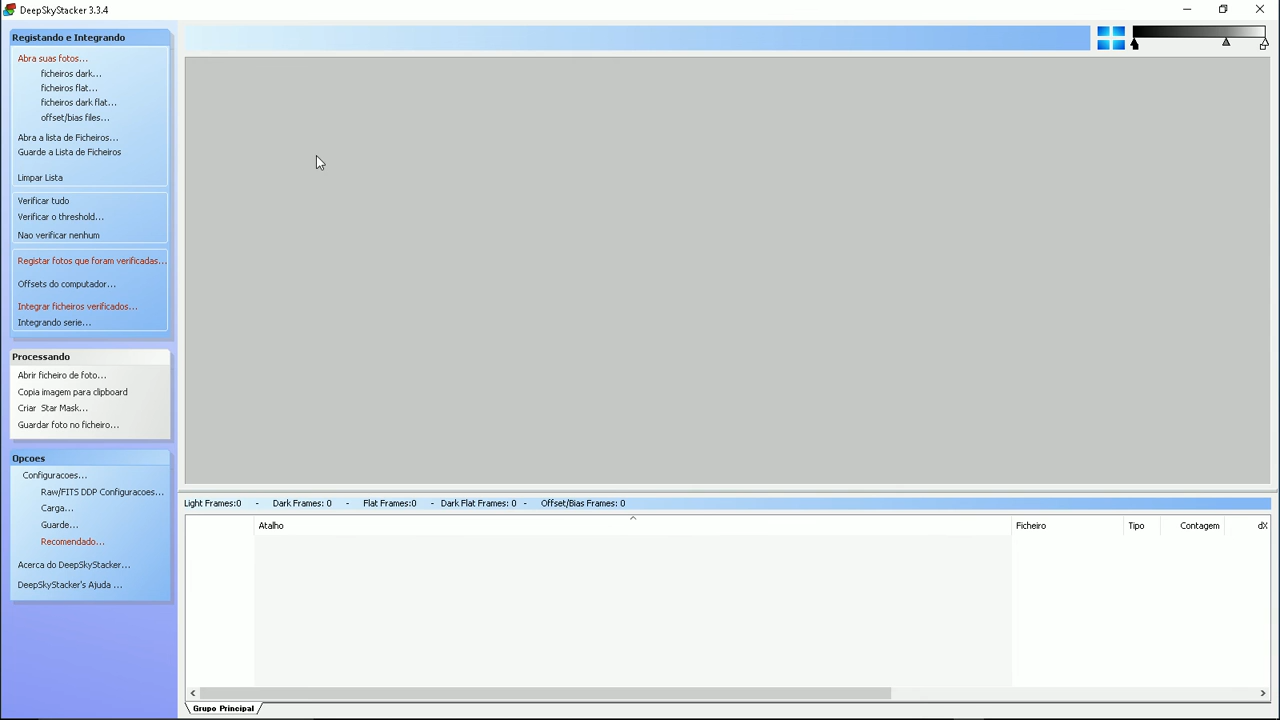 DeepSkyStacker 3.3.4
Registando e Integrando
Abra suas fotos...
ficheiros dark...
ficheiros flat...
ficheiros dark flat...
offset/bias files...
Abra a lista de Ficheiros...
Guarde a Lista de Ficheiros
Limpar Lista
Verificar tudo
Verificar o threshold...
Nao verificar nenhum
Registar fotos que foram verificadas...
Offsets do computador...
Integrar ficheiros verificados...
Integrando serie...
Processando
Abrir ficheiro de foto...
Copia imagem para clipboard
Criar Star Mask...
Guardar foto no ficheiro...
Opcoes
Configuracoes...
Raw/FITS DDP Configuracoes...
Carga...
Guarde...
Recomendado...
Acerca do DeepSkyStacker...
DeepSkyStacker's Ajuda ...
Light Frames:0 - Dark Frames: 0 - Flat Frames:0 - Dark Flat Frames: 0 - Offset/Bias Frames: 0
Atalho Ficheiro Tipo Contagem dX
Grupo Principal